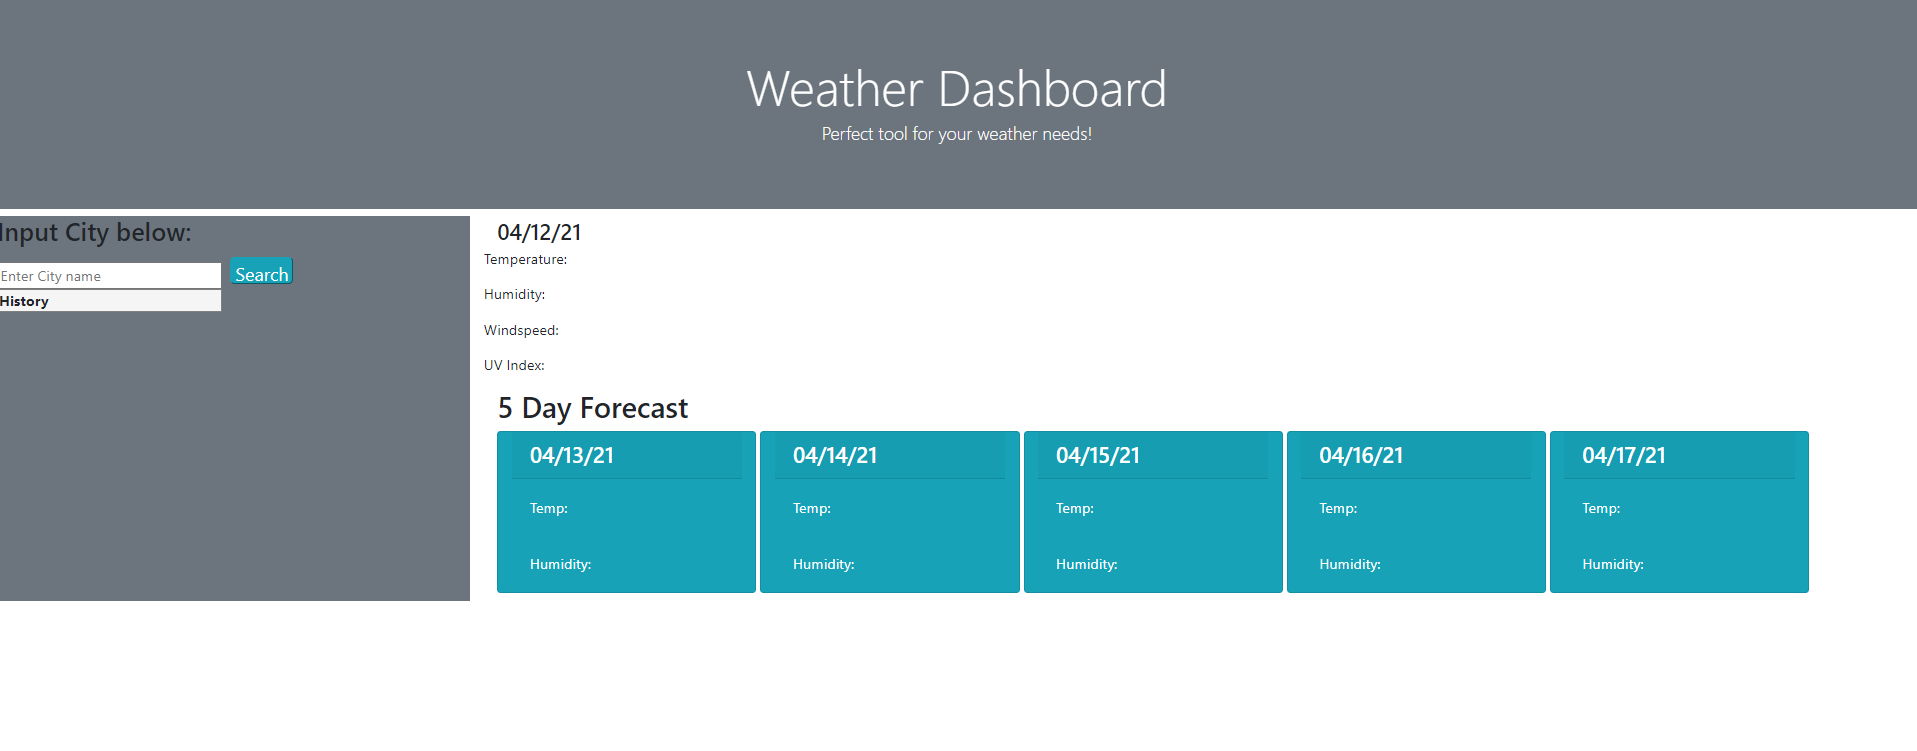 Weather Dashboard
Perfect tool for your weather needs!
Input City below:
Enter City name
Search
History
04/12/21
Temperature:
Humidity:
Windspeed:
UV Index:
5 Day Forecast
04/13/21
Temp:
Humidity:
04/14/21
Temp:
Humidity:
04/15/21
Temp:
Humidity:
04/16/21
Temp:
Humidity:
04/17/21
Temp:
Humidity: